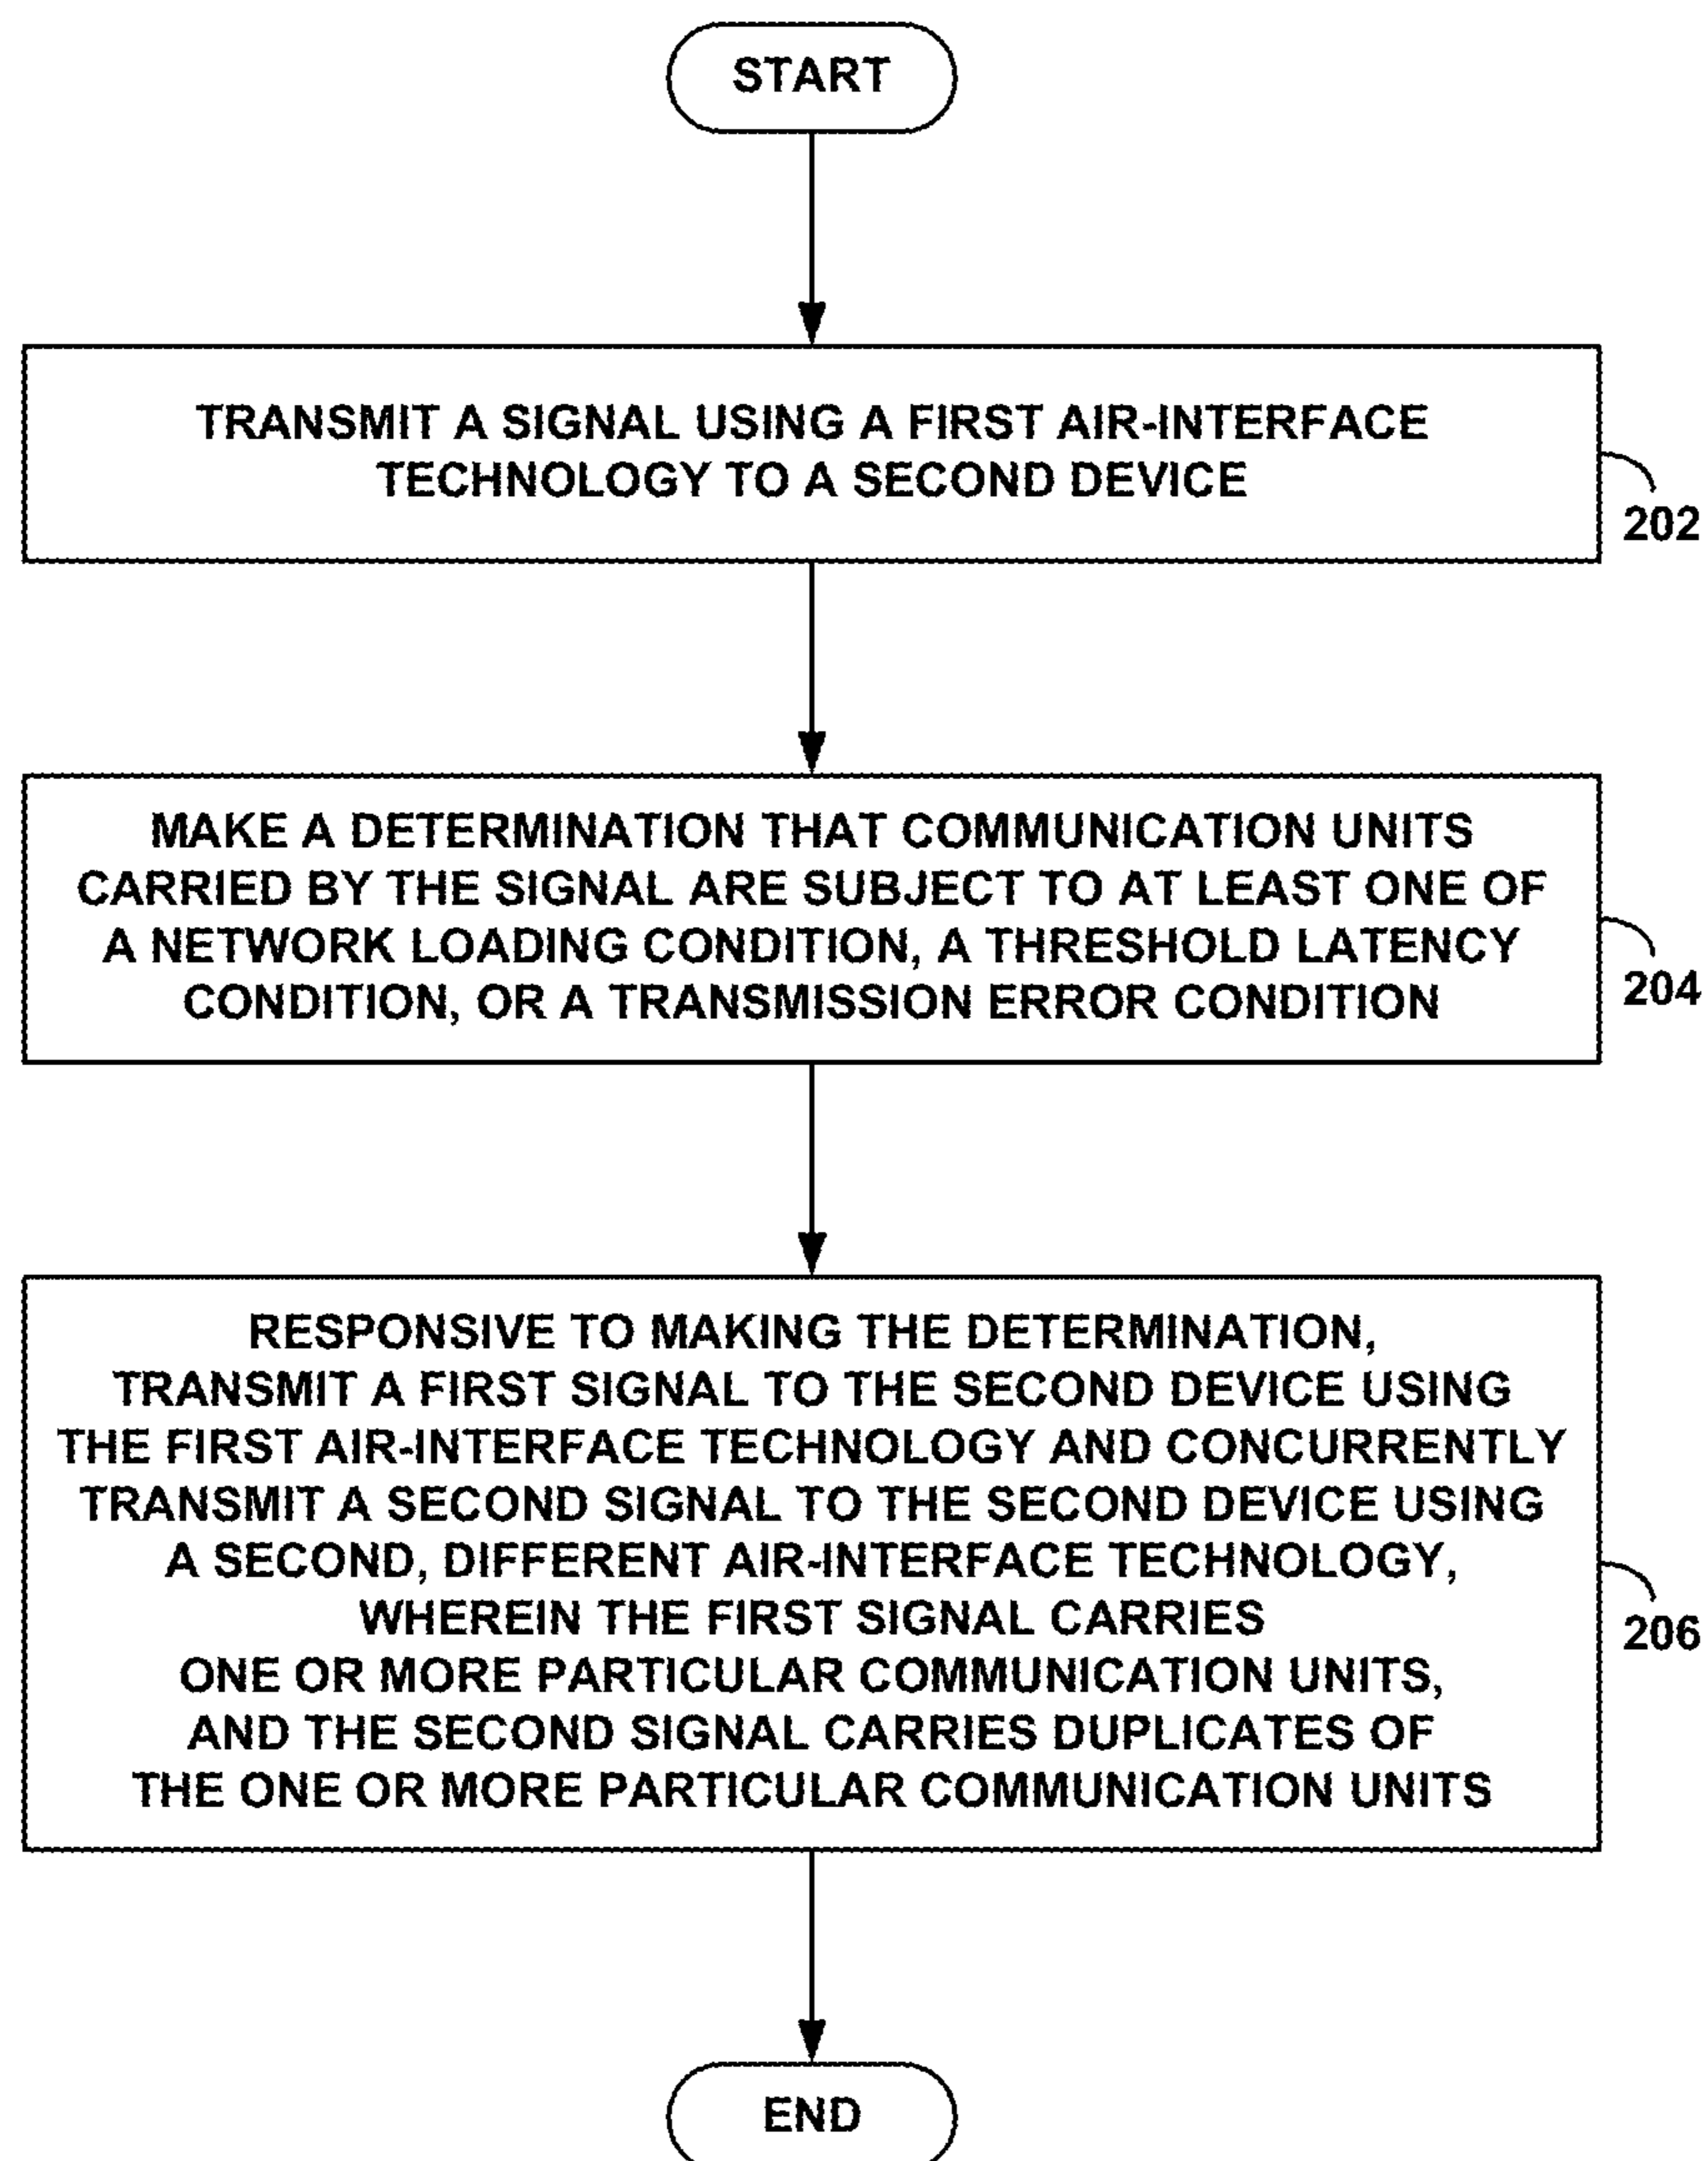 START
TRANSMIT A SIGNAL USING A FIRST AIR-INTERFACE
TECHNOLOGY TO A SECOND DEVICE
202
MAKE A DETERMINATION THAT COMMUNICATION UNITS
CARRIED BY THE SIGNAL ARE SUBJECT TO AT LEAST ONE OF
A NETWORK LOADING CONDITION, A THRESHOLD LATENCY
CONDITION, OR A TRANSMISSION ERROR CONDITION
204
RESPONSIVE TO MAKING THE DETERMINATION,
TRANSMIT A FIRST SIGNAL TO THE SECOND DEVICE USING
THE FIRST AIR-INTERFACE TECHNOLOGY AND CONCURRENTLY
TRANSMIT A SECOND SIGNAL TO THE SECOND DEVICE USING
A SECOND, DIFFERENT AIR-INTERFACE TECHNOLOGY,
WHEREIN THE FIRST SIGNAL CARRIES
ONE OR MORE PARTICULAR COMMUNICATION UNITS,
AND THE SECOND SIGNAL CARRIES DUPLICATES OF
THE ONE OR MORE PARTICULAR COMMUNICATION UNITS
206
END